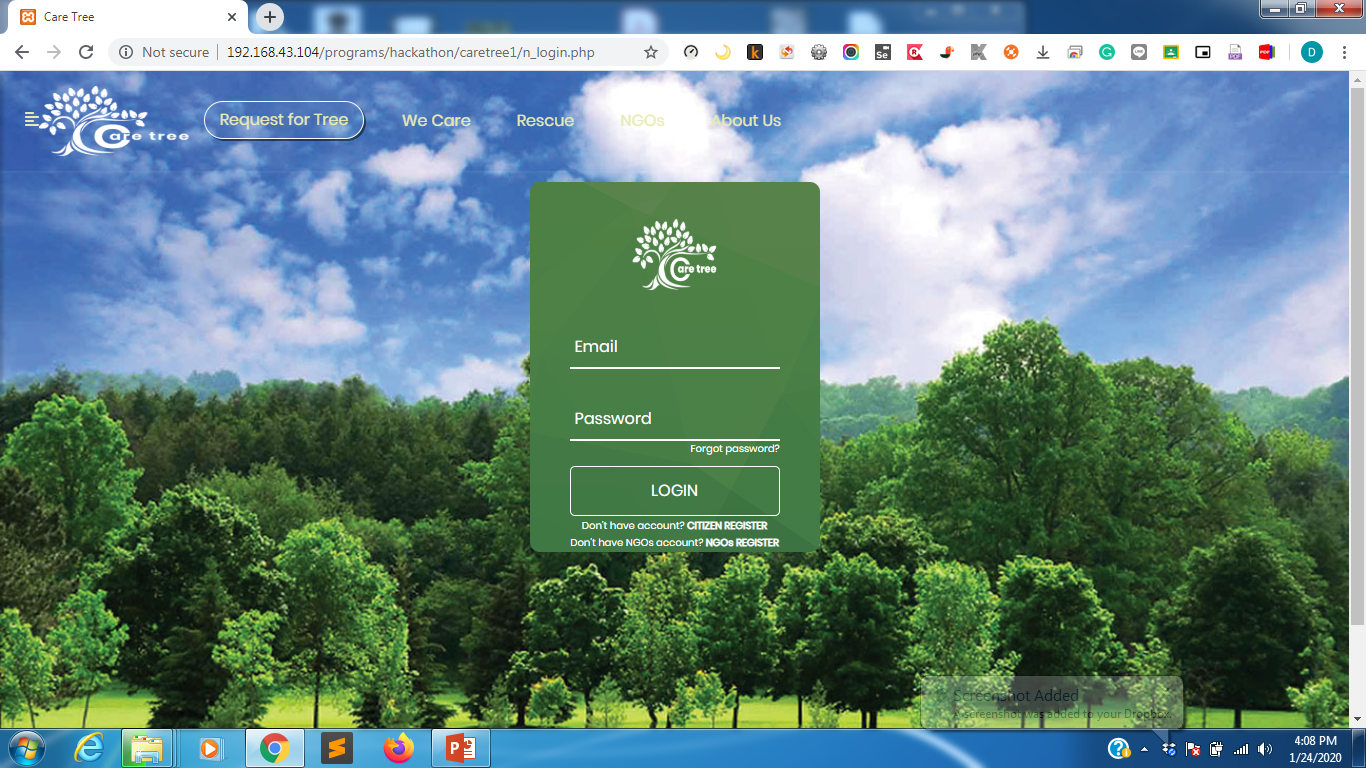 Care Tree
Not secure
192.168.43.104/programs/hackathon/caretree1/n_login.php
D
Care tree
Request for Tree
We Care
Rescue
NGOs
About Us
Care tree
Email
Password
Forgot password?
LOGIN
Don't have account? CITIZEN REGISTER
Don't have NGOs account? NGOs REGISTER
Screenshot Added
A screenshot was added to your Dropbox.
4:08 PM
1/24/2020